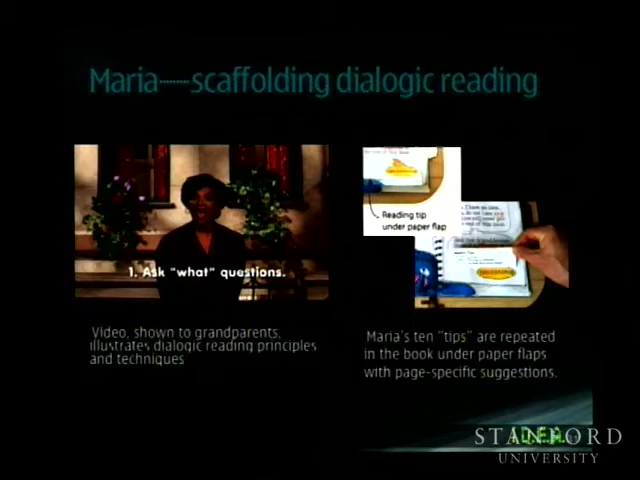 Maria—scaffolding dialogic reading
1. Ask "what" questions.
Reading tip
under paper flap
Video, shown to grandparents,
illustrates dialogic reading principles
and techniques
Maria's ten "tips" are repeated
in the book under paper flaps
with page-specific suggestions.
STANFORD
UNIVERSITY